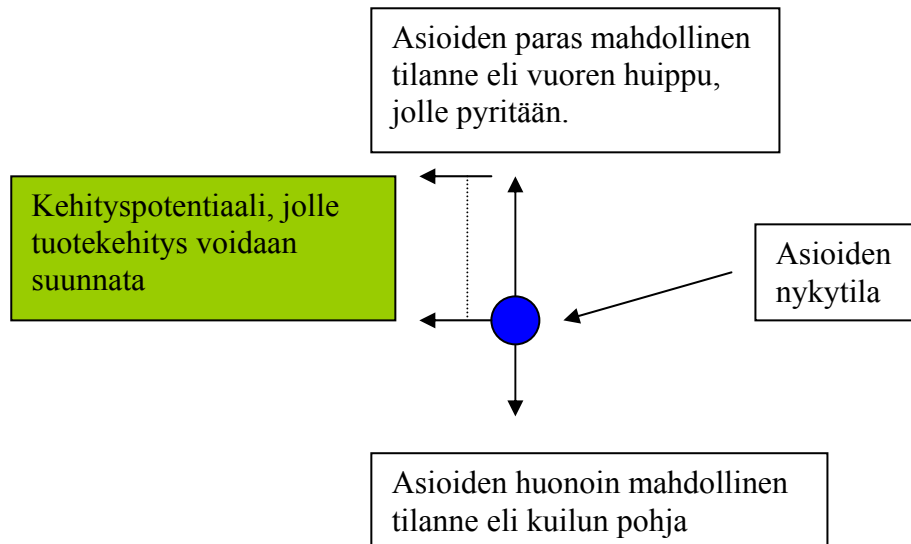 Asioiden paras mahdollinen
tilanne eli vuoren huippu,
jolle pyritään.
Kehityspotentiaali, jolle
tuotekehitys voidaan
suunnata
Asioiden
nykytila
Asioiden huonoin mahdollinen
tilanne eli kuilun pohja